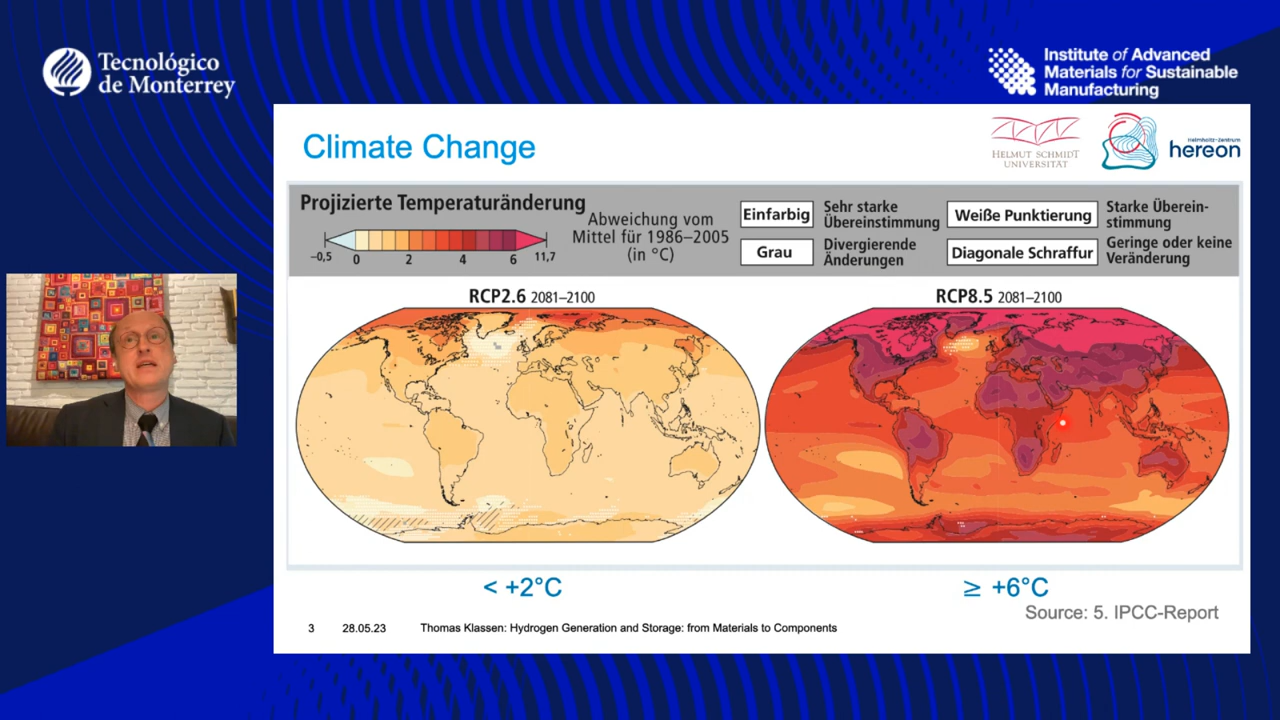 Tecnológico
de Monterrey
Institute of Advanced
Materials for Sustainable
Manufacturing
Climate Change
HELMUT SCHMIDT
UNIVERSITÄT
Helmholtz-Zentrum
hereon
Projizierte Temperaturänderung
Abweichung vom
Mittel für 1986–2005
(in °C)
–0,5 0 2 4 6 11,7
Einfarbig
Sehr starke
Übereinstimmung
Weiße Punktierung
Starke Überein-
stimmung
Grau
Divergierende
Änderungen
Diagonale Schraffur
Geringe oder keine
Veränderung
RCP2.6 2081–2100
RCP8.5 2081–2100
< +2°C
≥ +6°C
Source: 5. IPCC-Report
3 28.05.23 Thomas Klassen: Hydrogen Generation and Storage: from Materials to Components